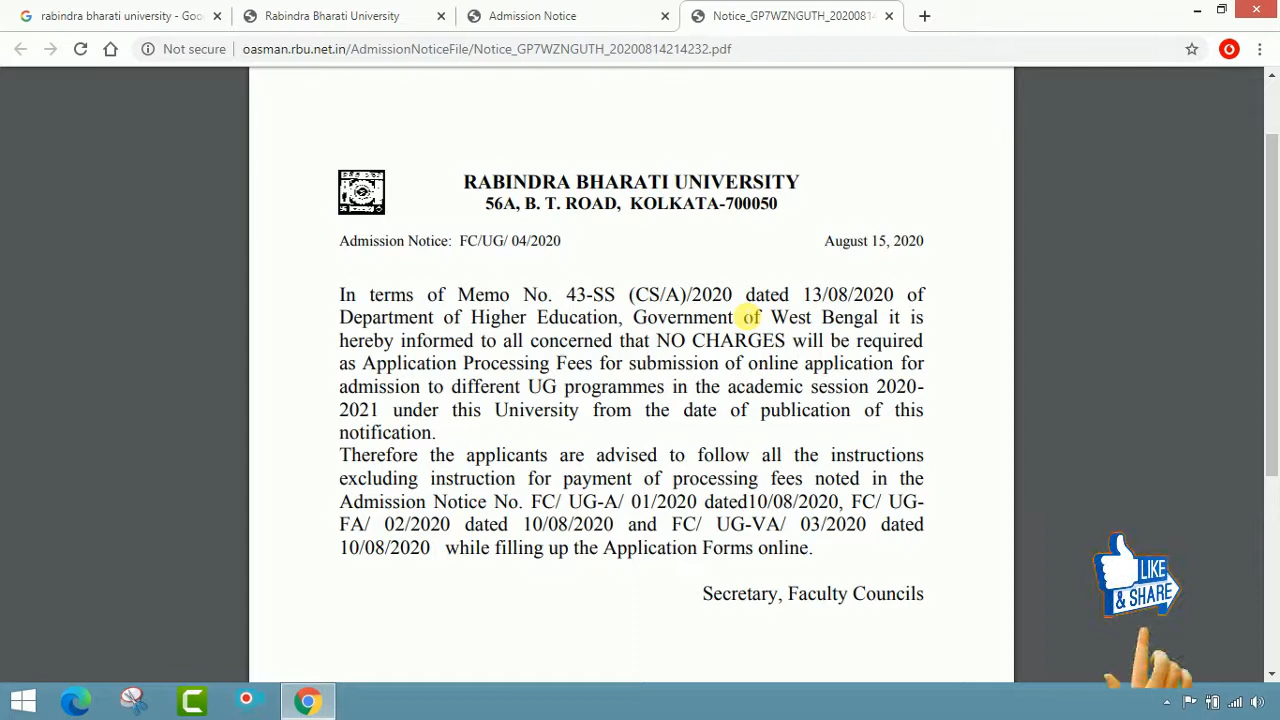 rabindra bharati university - Goo
Rabindra Bharati University
Admission Notice
Notice_GP7WZNGUTH_2020081
Not secure
oasman.rbu.net.in/AdmissionNoticeFile/Notice_GP7WZNGUTH_20200814214232.pdf
RABINDRA BHARATI UNIVERSITY
56A, B. T. ROAD, KOLKATA-700050
Admission Notice: FC/UG/ 04/2020
August 15, 2020
In terms of Memo No. 43-SS (CS/A)/2020 dated 13/08/2020 of
Department of Higher Education, Government of West Bengal it is
hereby informed to all concerned that NO CHARGES will be required
as Application Processing Fees for submission of online application for
admission to different UG programmes in the academic session 2020-
2021 under this University from the date of publication of this
notification.
Therefore the applicants are advised to follow all the instructions
excluding instruction for payment of processing fees noted in the
Admission Notice No. FC/ UG-A/ 01/2020 dated10/08/2020, FC/ UG-
FA/ 02/2020 dated 10/08/2020 and FC/ UG-VA/ 03/2020 dated
10/08/2020 while filling up the Application Forms online.
Secretary, Faculty Councils
LIKE
& SHARE